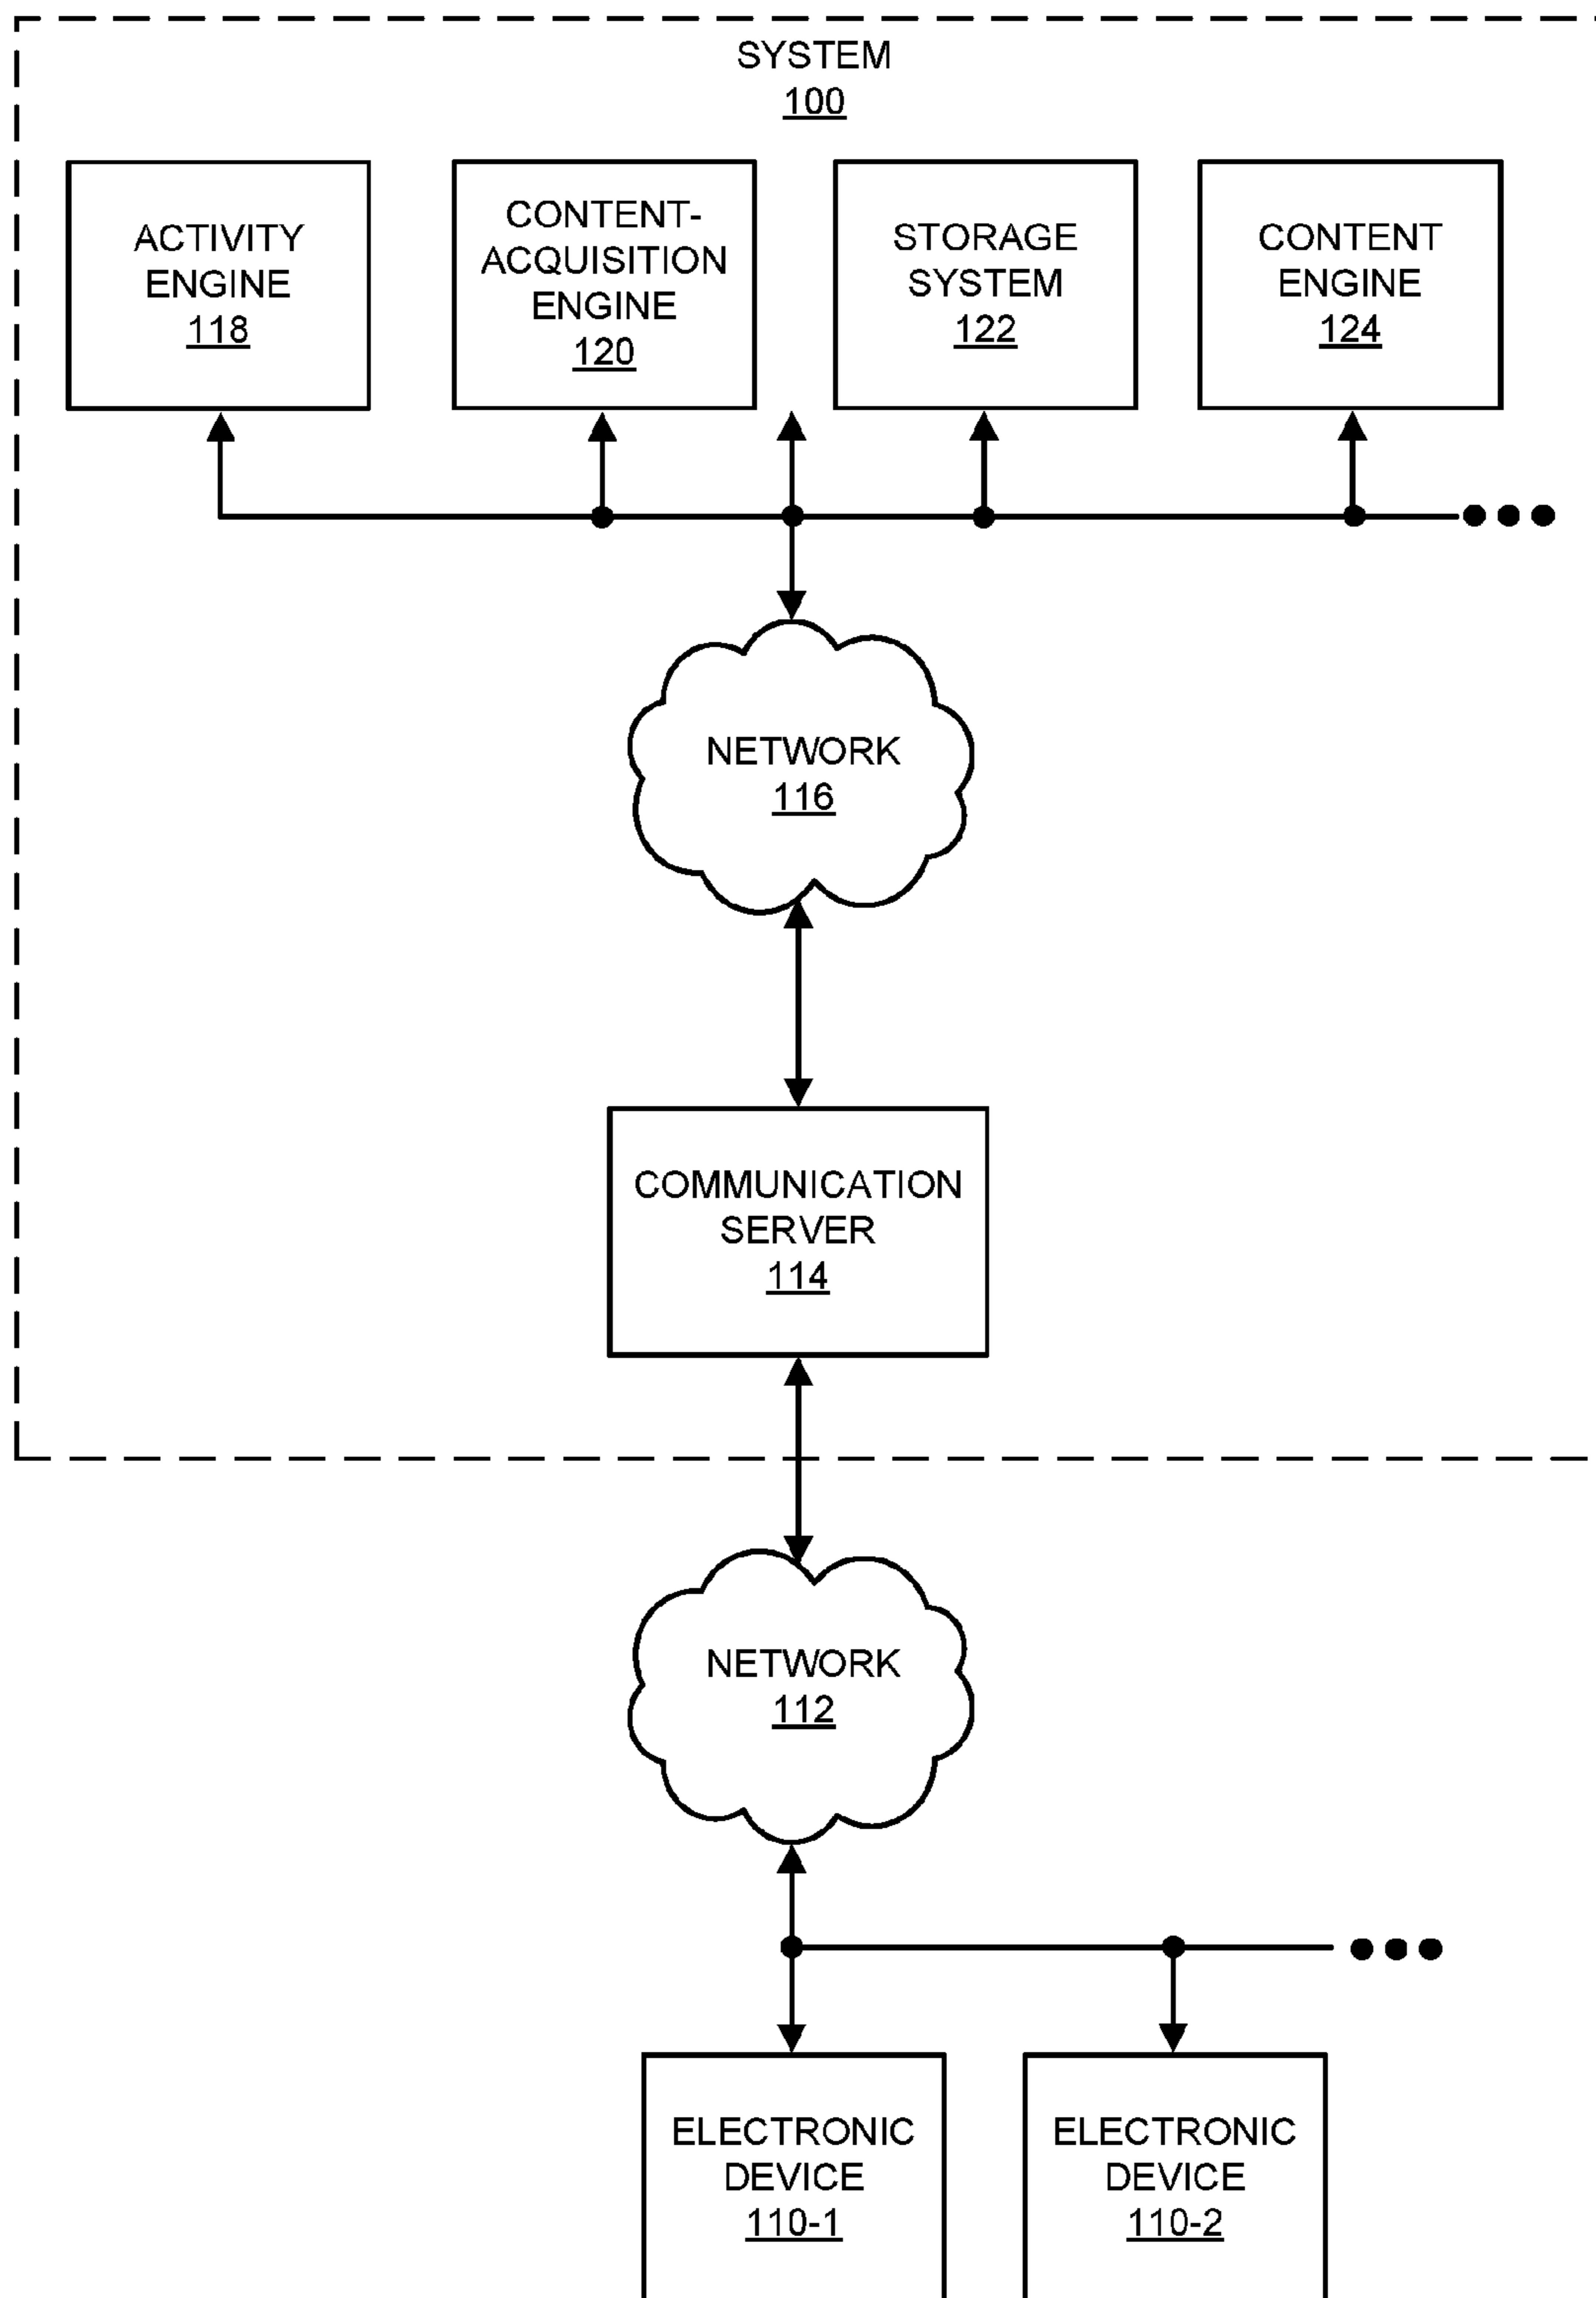 SYSTEM
100
ACTIVITY
ENGINE
118
CONTENT-
ACQUISITION
ENGINE
120
STORAGE
SYSTEM
122
CONTENT
ENGINE
124
NETWORK
116
COMMUNICATION
SERVER
114
NETWORK
112
ELECTRONIC
DEVICE
110-1
ELECTRONIC
DEVICE
110-2